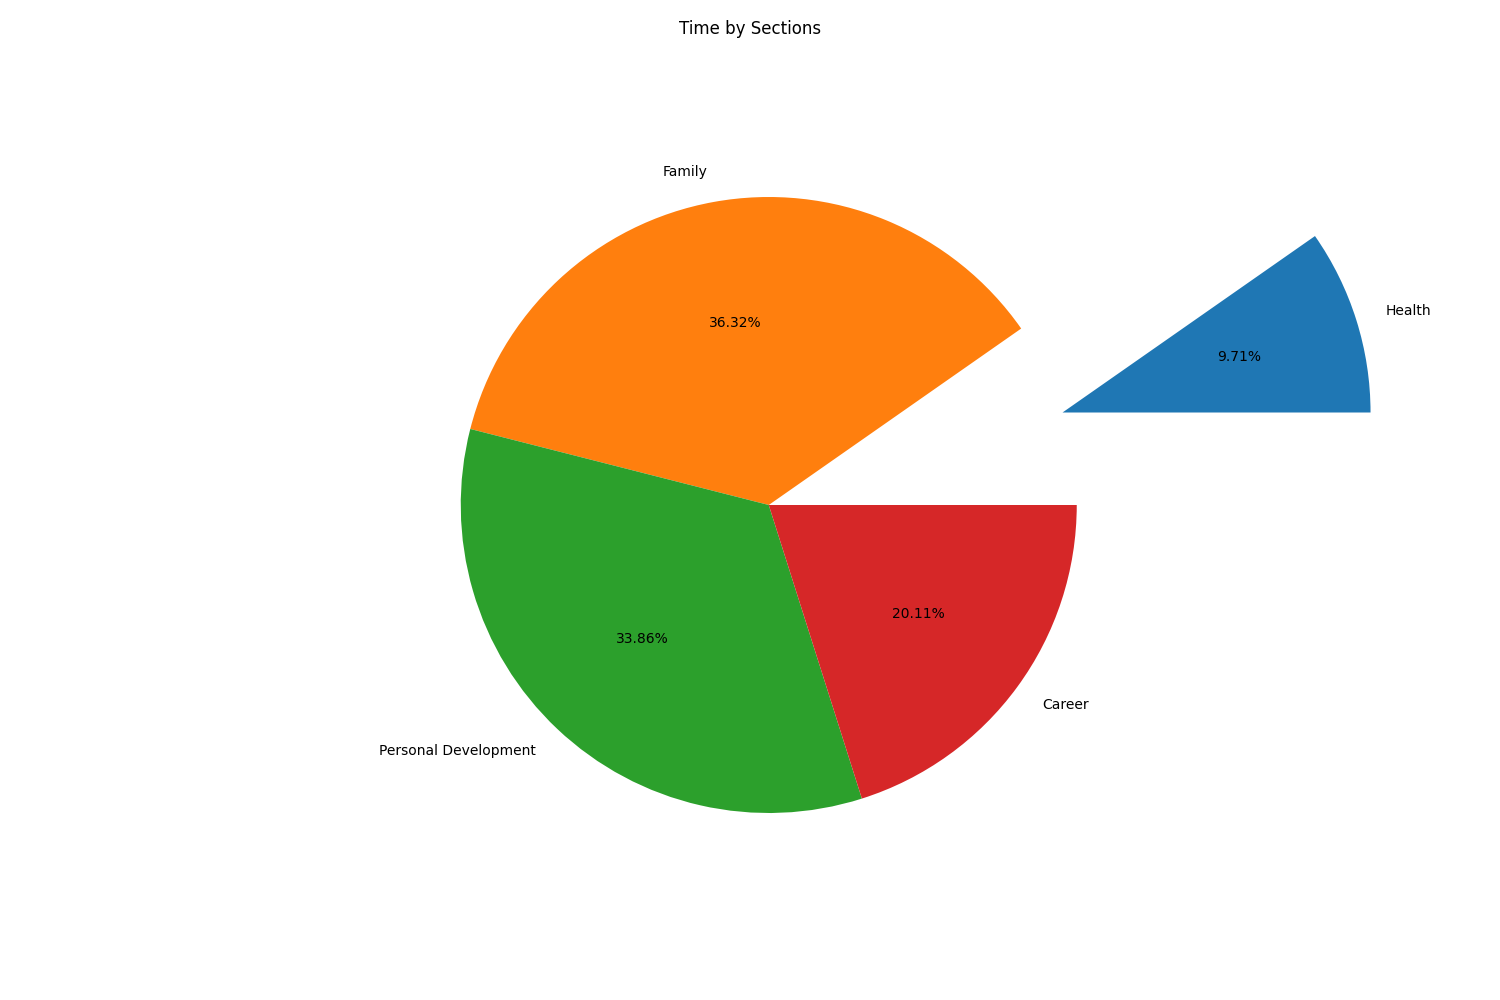 Time by Sections
Family
36.32%
Health
9.71%
33.86%
20.11%
Career
Personal Development